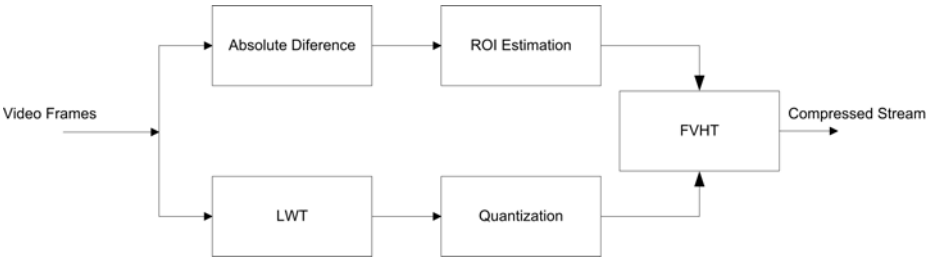 Absolute Diference
ROI Estimation
Video Frames
FVHT
Compressed Stream
LWT
Quantization